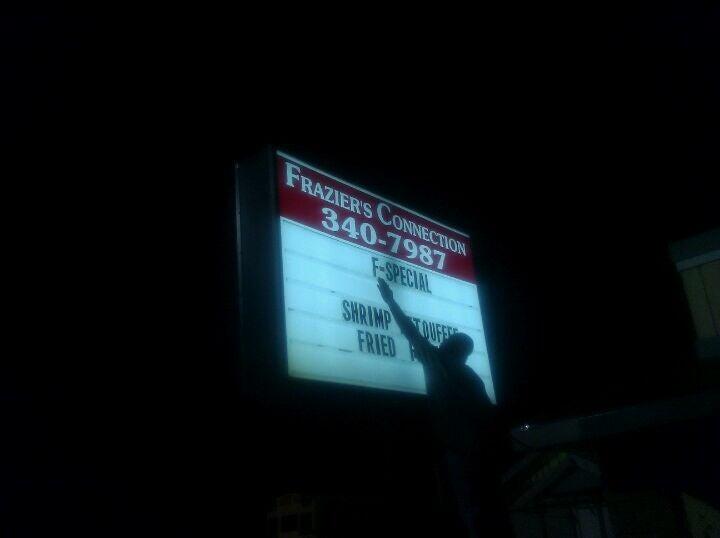 FRAZIER'S CONNECTION
340-7987
F-SPECIAL
SHRIMP
FRIED